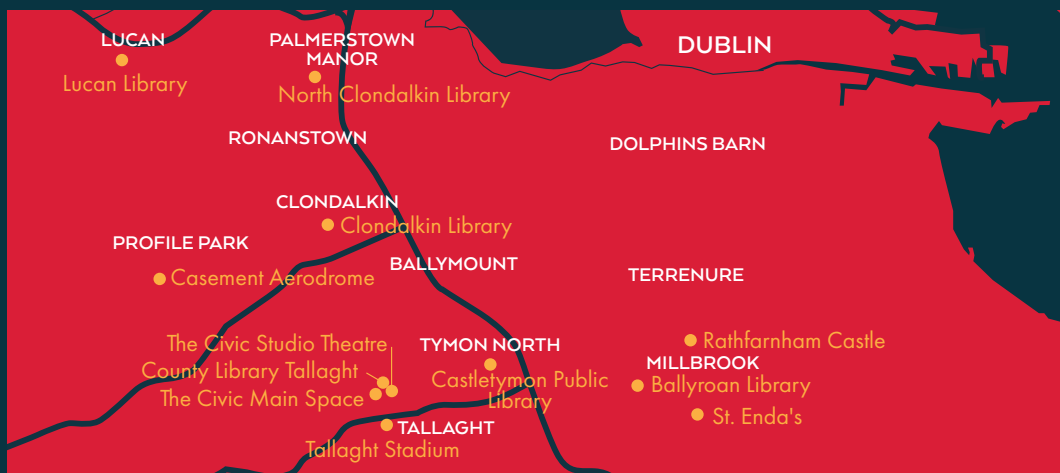 LUCAN
Lucan Library
PALMERSTOWN
MANOR
North Clondalkin Library
DUBLIN
RONANSTOWN
DOLPHINS BARN
CLONDALKIN
Clondalkin Library
PROFILE PARK
Casement Aerodrome
BALLYMOUNT
TERRENURE
The Civic Studio Theatre
County Library Tallaght
The Civic Main Space
TYMON NORTH
Castletymon Public
Library
Rathfarnham Castle
MILLBROOK
Ballyroan Library
St. Enda's
TALLAGHT
Tallaght Stadium